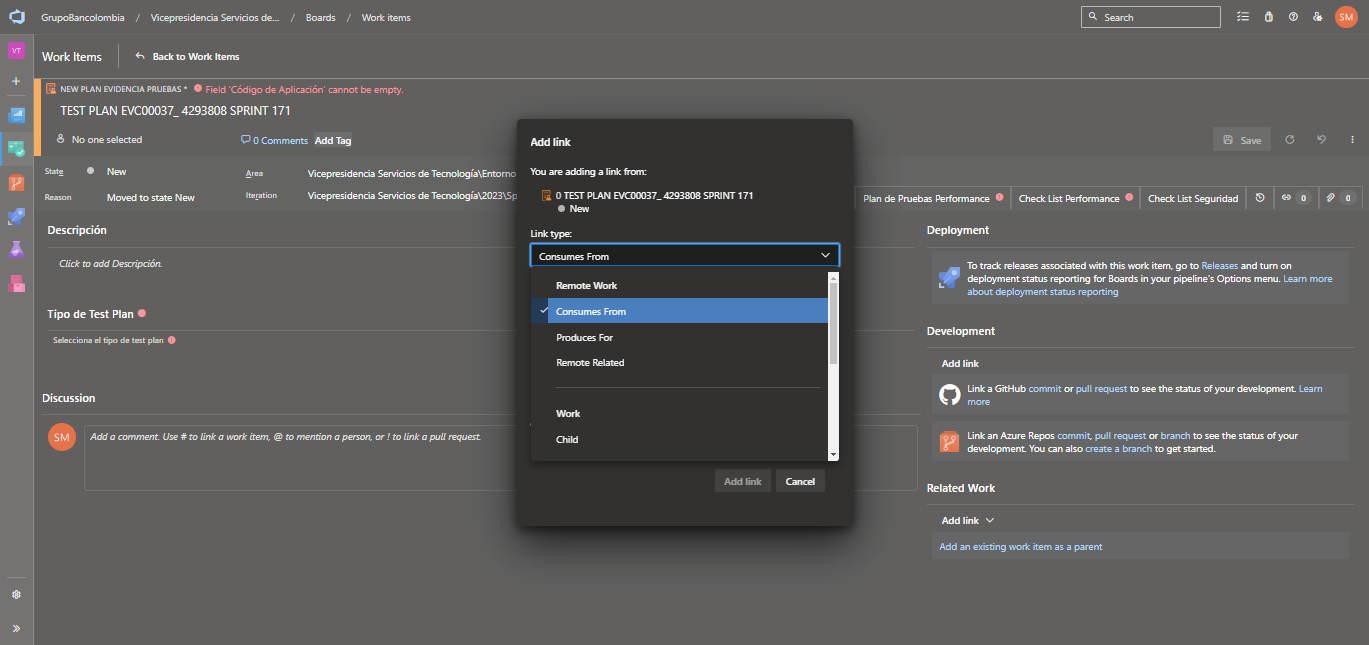 GrupoBancolombia / Vicepresidencia Servicios de... / Boards / Work items
Search
SM
VT
Work Items
Back to Work Items
NEW PLAN EVIDENCIA PRUEBAS * Field 'Código de Aplicación' cannot be empty.
TEST PLAN EVC00037_ 4293808 SPRINT 171
No one selected
0 Comments
Add Tag
Save
State
New
Area
Vicepresidencia Servicios de Tecnología\Entorno
Reason
Moved to state New
Iteration
Vicepresidencia Servicios de Tecnología\2023\Sp
Plan de Pruebas Performance
Check List Performance
Check List Seguridad
0
0
Descripción
Click to add Descripción.
Tipo de Test Plan
Selecciona el tipo de test plan
Discussion
SM
Add a comment. Use # to link a work item, @ to mention a person, or ! to link a pull request.
Add link
You are adding a link from:
0 TEST PLAN EVC00037_ 4293808 SPRINT 171
New
Link type:
Consumes From
Remote Work
Consumes From
Produces For
Remote Related
Work
Child
Add link
Cancel
Deployment
To track releases associated with this work item, go to Releases and turn on
deployment status reporting for Boards in your pipeline's Options menu. Learn more
about deployment status reporting
Development
Add link
Link a GitHub commit or pull request to see the status of your development. Learn
more
Link an Azure Repos commit, pull request or branch to see the status of your
development. You can also create a branch to get started.
Related Work
Add link
Add an existing work item as a parent